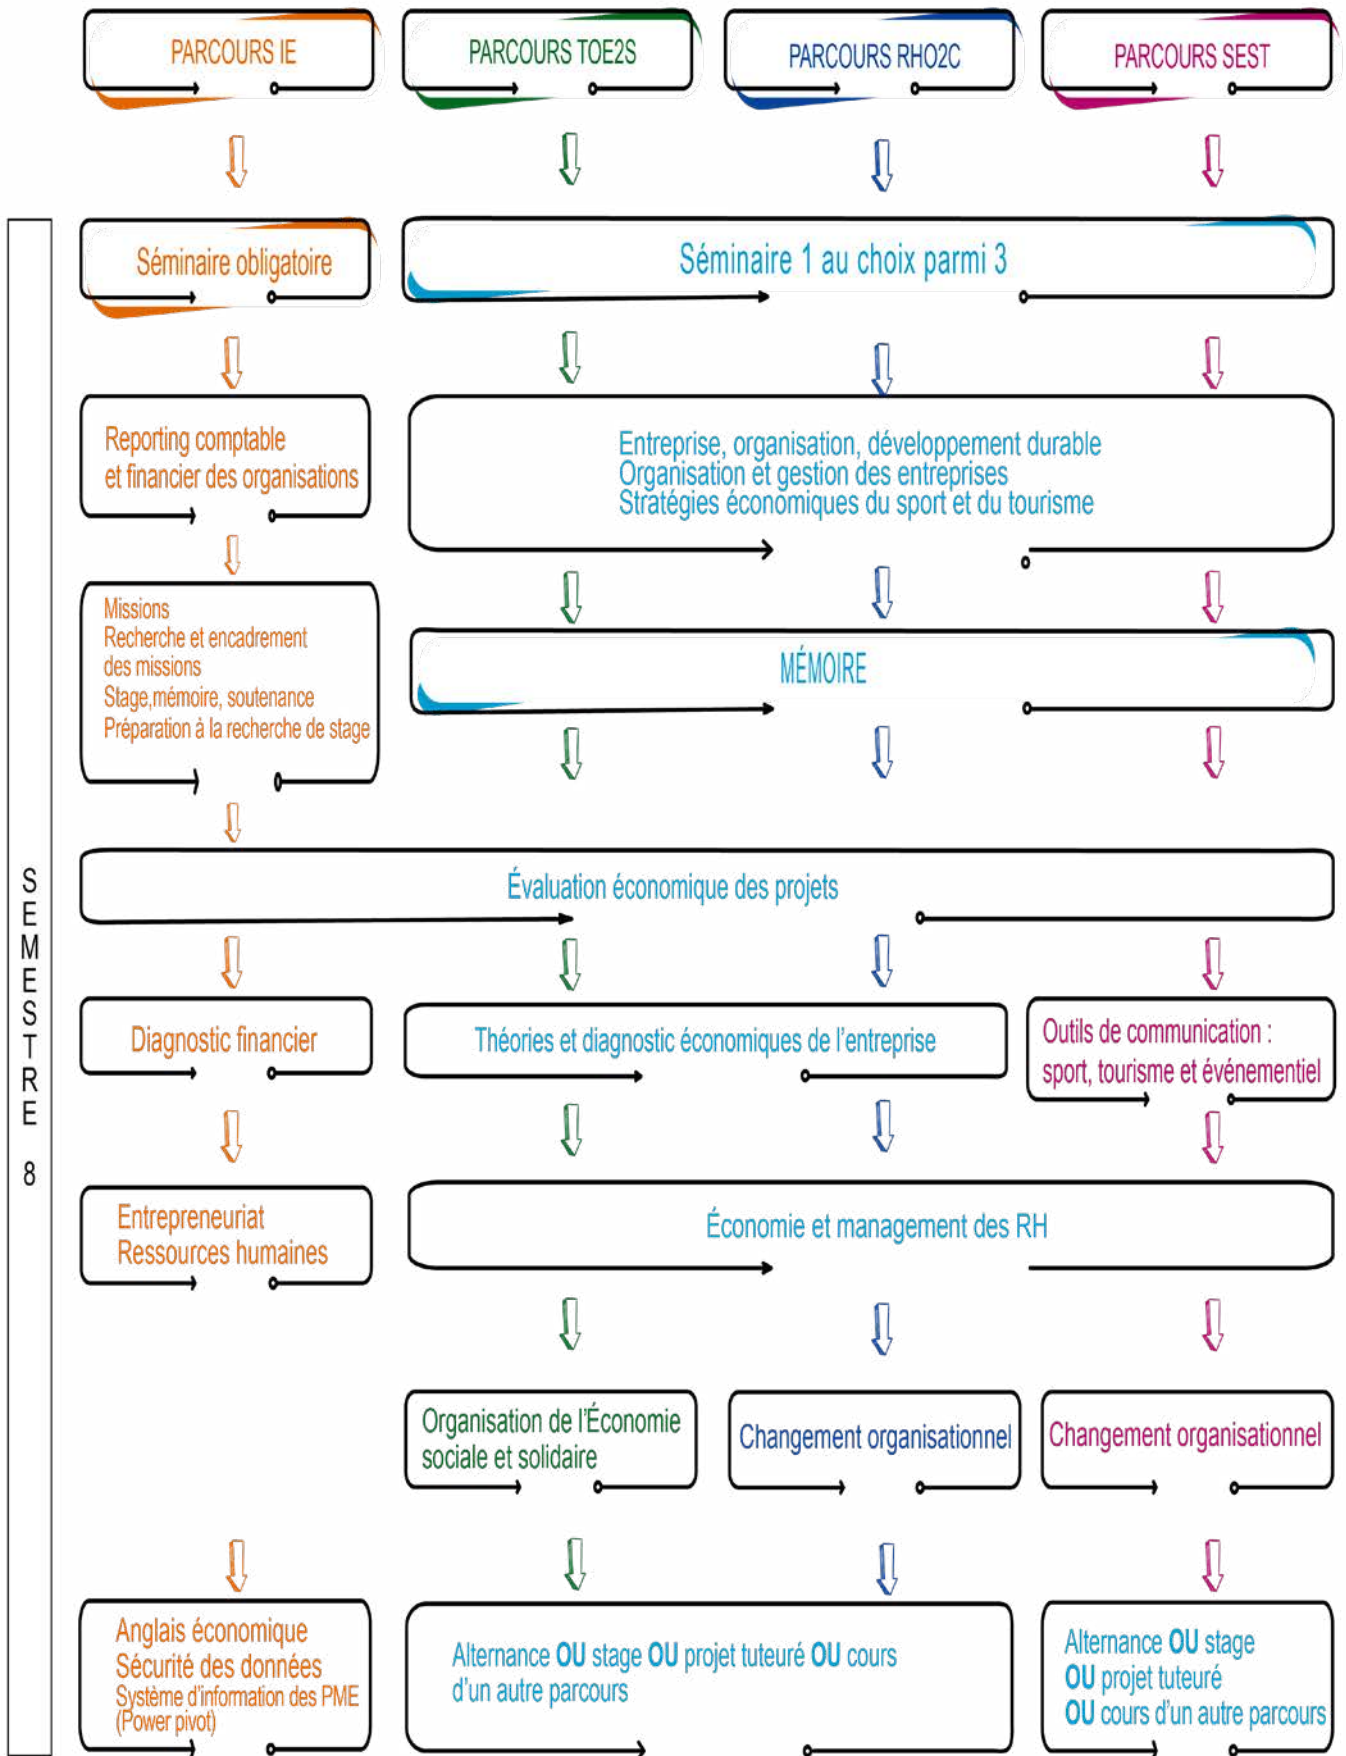 PARCOURS IE
PARCOURS TOE2S
PARCOURS RHO2C
PARCOURS SEST
SEMESTRE 8
Séminaire obligatoire
Séminaire 1 au choix parmi 3
Reporting comptable
et financier des organisations
Entreprise, organisation, développement durable
Organisation et gestion des entreprises
Stratégies économiques du sport et du tourisme
Missions
Recherche et encadrement
des missions
Stage,mémoire, soutenance
Préparation à la recherche de stage
MÉMOIRE
Évaluation économique des projets
Diagnostic financier
Théories et diagnostic économiques de l'entreprise
Outils de communication :
sport, tourisme et événementiel
Entrepreneuriat
Ressources humaines
Économie et management des RH
Organisation de l'Économie
sociale et solidaire
Changement organisationnel
Changement organisationnel
Anglais économique
Sécurité des données
Système d'information des PME
(Power pivot)
Alternance OU stage OU projet tuteuré OU cours
d'un autre parcours
Alternance OU stage
OU projet tuteuré
OU cours d'un autre parcours